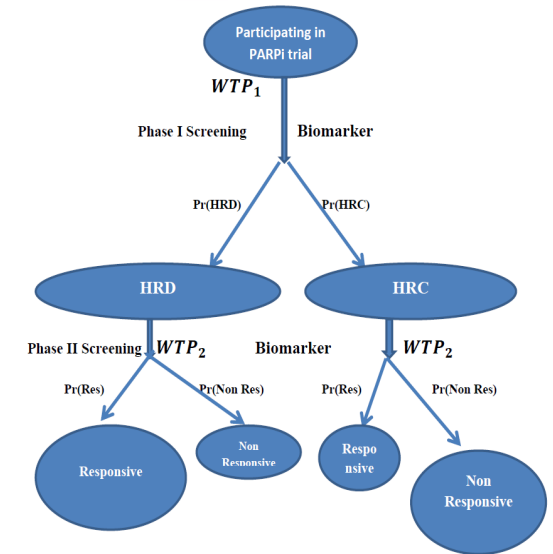 Participating in
PARPi trial
WTP₁
Phase I Screening
Biomarker
Pr(HRD)
Pr(HRC)
HRD
HRC
Phase II Screening
WTP₂
Biomarker
WTP₂
Pr(Res)
Pr(Non Res)
Pr(Res)
Pr(Non Res)
Responsive
Non
Responsive
Respo
nsive
Non
Responsive